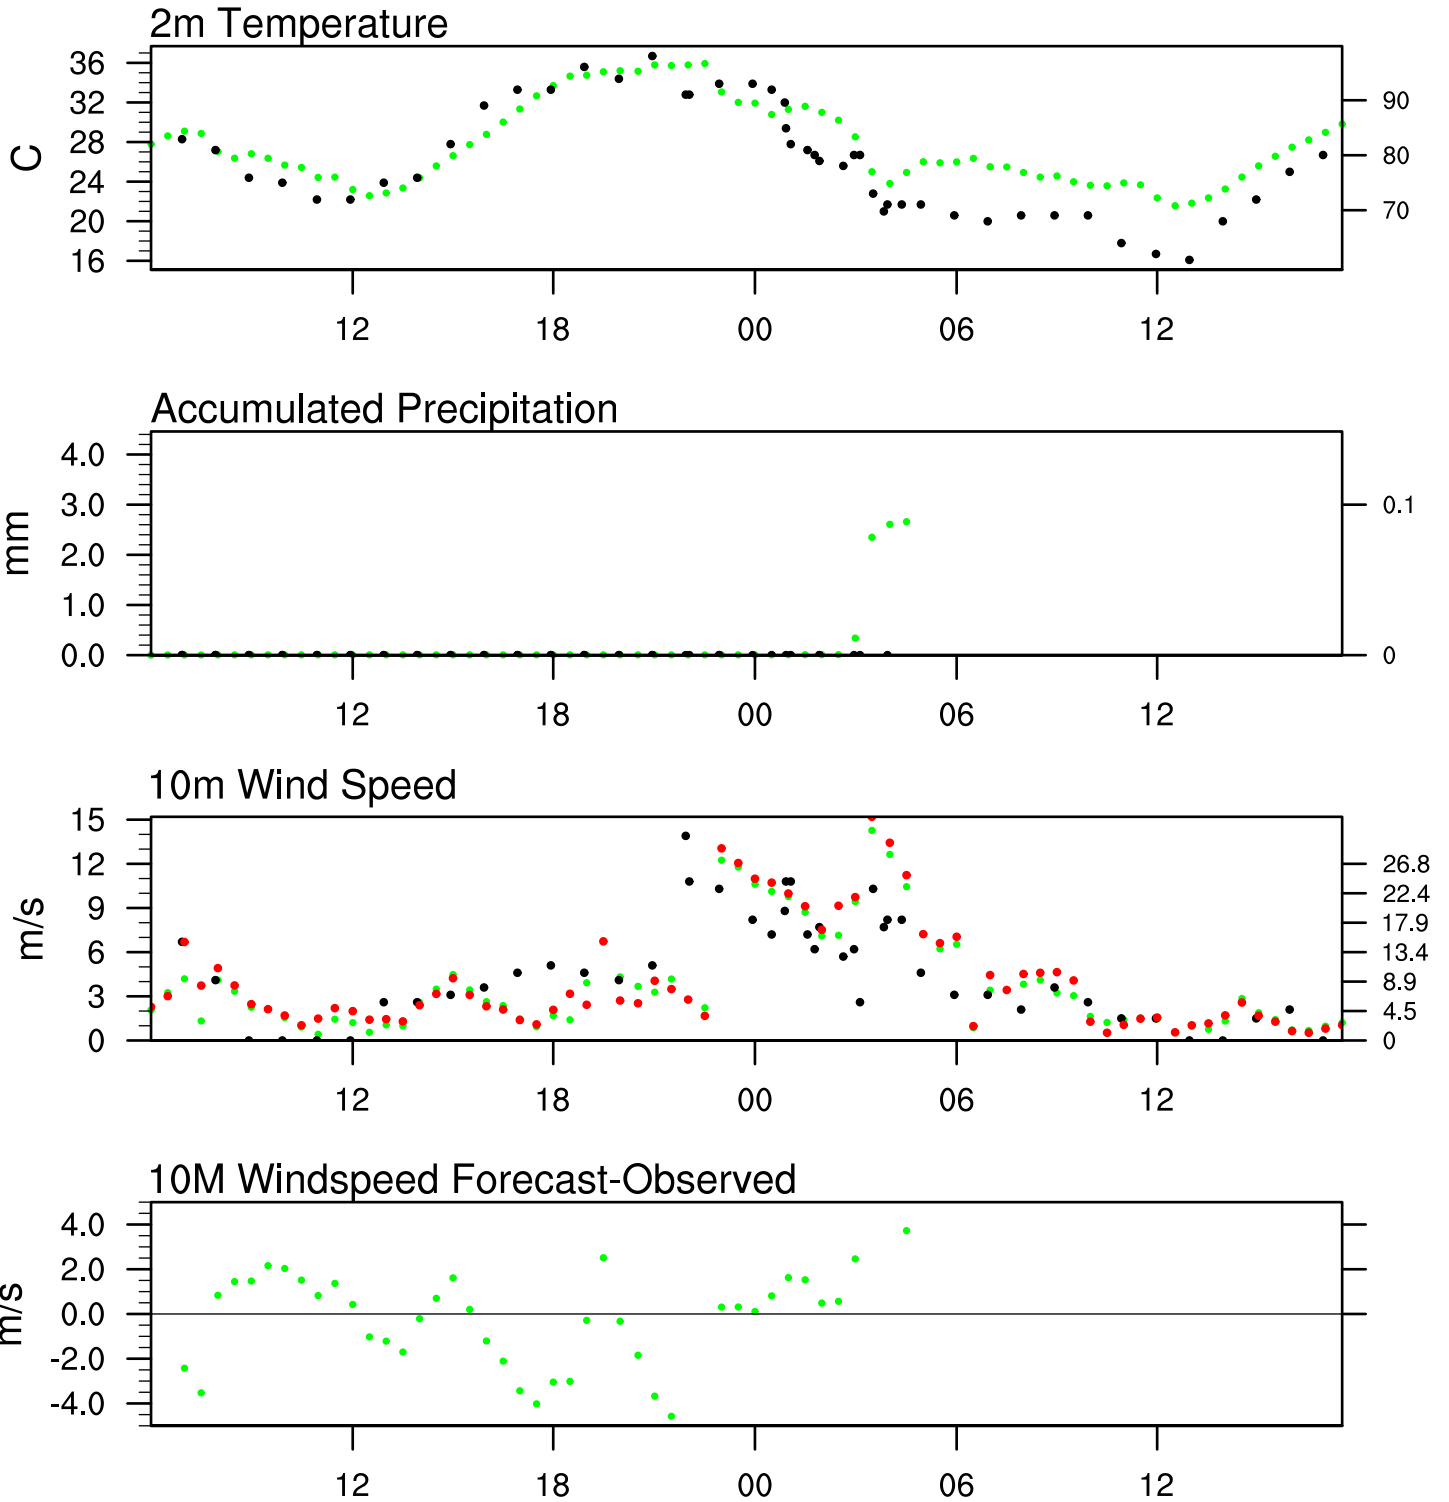 2m Temperature
36
32
28
24
20
16
C
90
80
70
12 18 00 06 12
Accumulated Precipitation
4.0
3.0
2.0
1.0
0.0
mm
0.1
0
12 18 00 06 12
10m Wind Speed
15
12
9
6
3
0
m/s
26.8
22.4
17.9
13.4
8.9
4.5
0
12 18 00 06 12
10M Windspeed Forecast-Observed
4.0
2.0
0.0
-2.0
-4.0
m/s
12 18 00 06 12